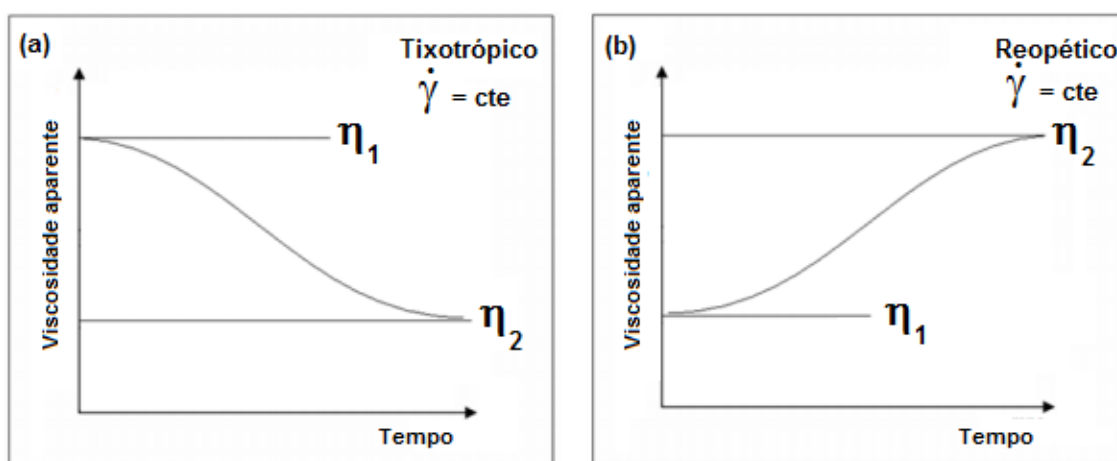 (a)
Tixotrópico
γ̇ = cte
η1
η2
Viscosidade aparente
Tempo
(b)
Reopético
γ̇ = cte
η2
η1
Viscosidade aparente
Tempo